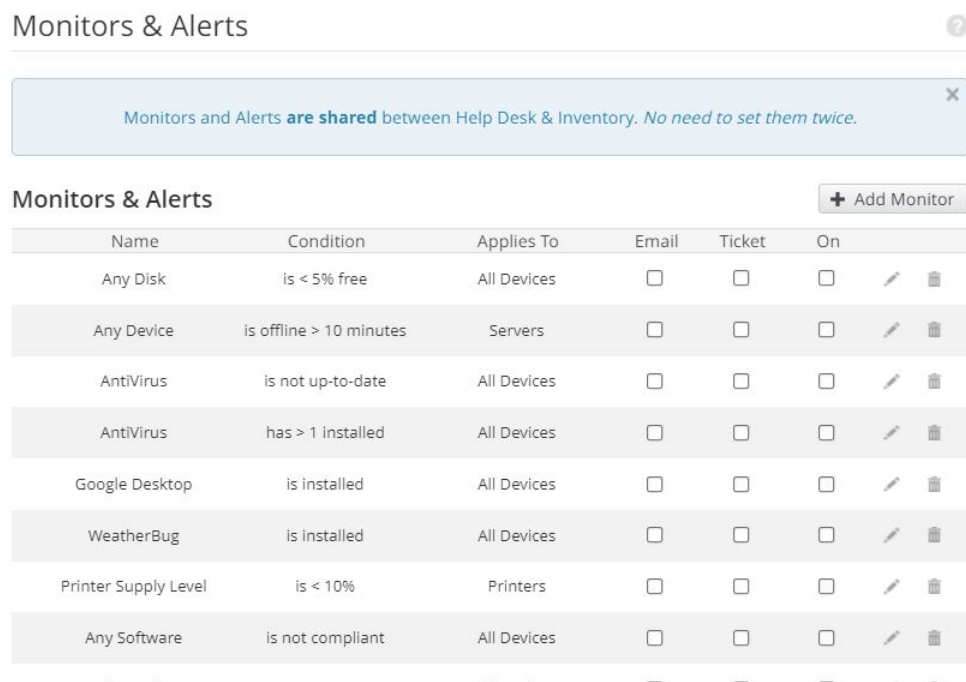 Monitors & Alerts
?
×
Monitors and Alerts are shared between Help Desk & Inventory. No need to set them twice.
Monitors & Alerts
+ Add Monitor
Name Condition Applies To Email Ticket On
Any Disk is < 5% free All Devices
Any Device is offline > 10 minutes Servers
AntiVirus is not up-to-date All Devices
AntiVirus has > 1 installed All Devices
Google Desktop is installed All Devices
WeatherBug is installed All Devices
Printer Supply Level is < 10% Printers
Any Software is not compliant All Devices